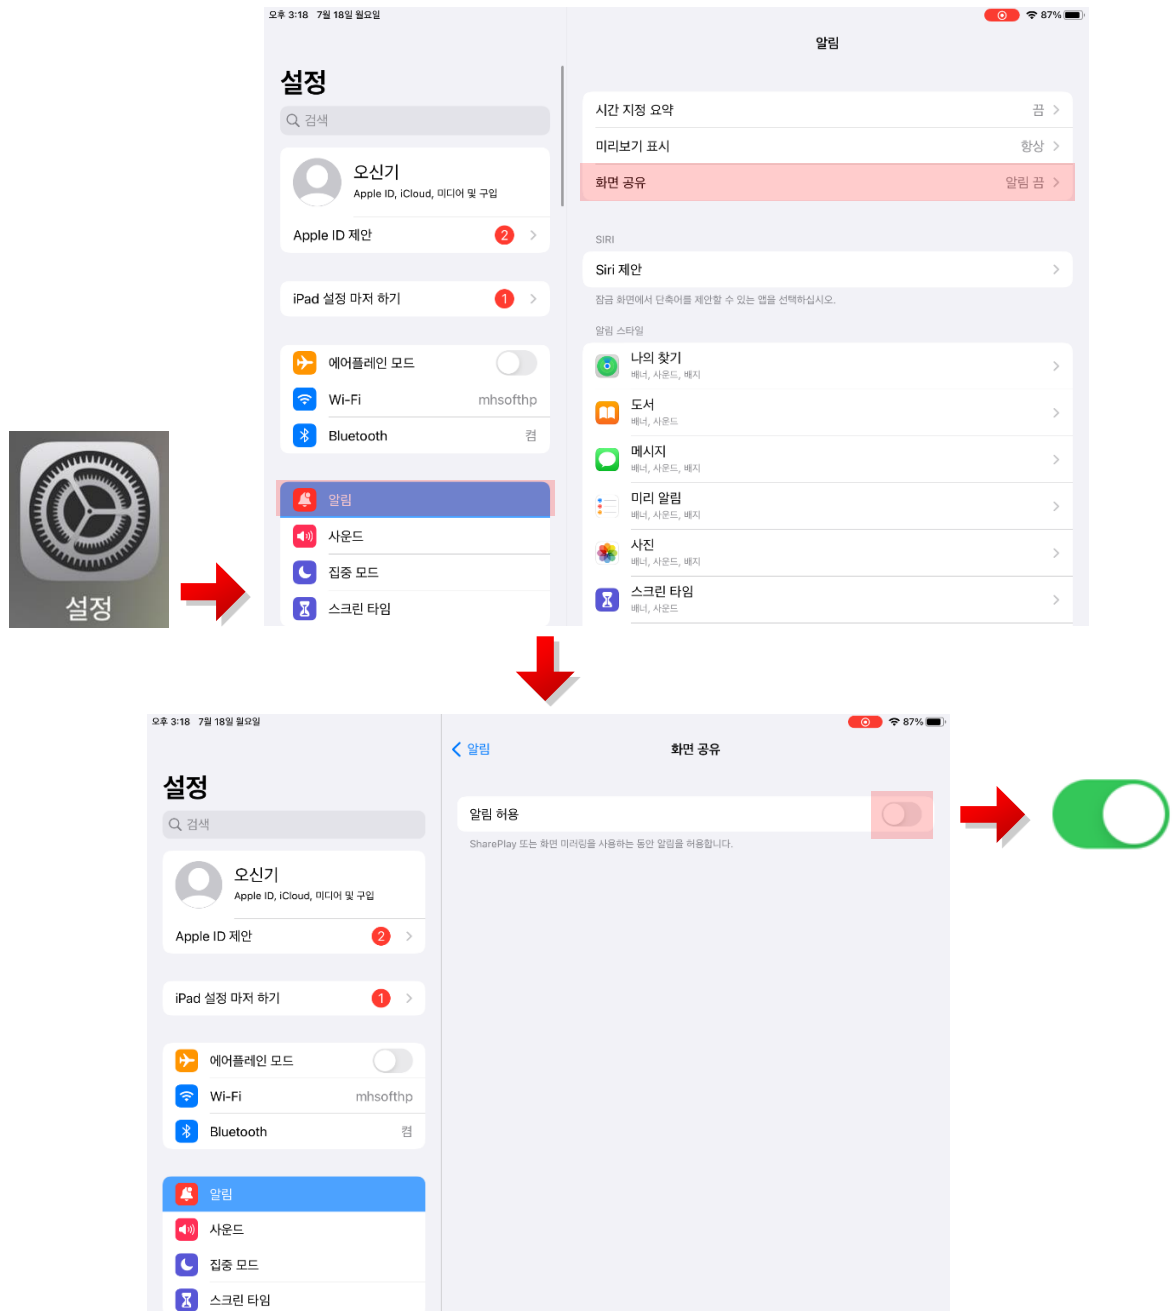 오후 3:18 7월 18일 월요일
87%
설정
검색
오신기
Apple ID, iCloud, 미디어 및 구입
Apple ID 제안
2
iPad 설정 마저 하기
1
에어플레인 모드
Wi-Fi
mhsofthp
Bluetooth
켬
알림
사운드
집중 모드
스크린 타임
알림
시간 지정 요약
끔
미리보기 표시
항상
화면 공유
알림 끔
SIRI
Siri 제안
잠금 화면에서 단축어를 제안할 수 있는 앱을 선택하십시오.
알림 스타일
나의 찾기
배너, 사운드, 배지
도서
배너, 사운드
메시지
배너, 사운드, 배지
미리 알림
배너, 사운드, 배지
사진
배너, 사운드, 배지
스크린 타임
배너, 사운드
설정
오후 3:18 7월 18일 월요일
87%
설정
검색
오신기
Apple ID, iCloud, 미디어 및 구입
Apple ID 제안
2
iPad 설정 마저 하기
1
에어플레인 모드
Wi-Fi
mhsofthp
Bluetooth
켬
알림
사운드
집중 모드
스크린 타임
알림
화면 공유
알림 허용
SharePlay 또는 화면 미러링을 사용하는 동안 알림을 허용합니다.